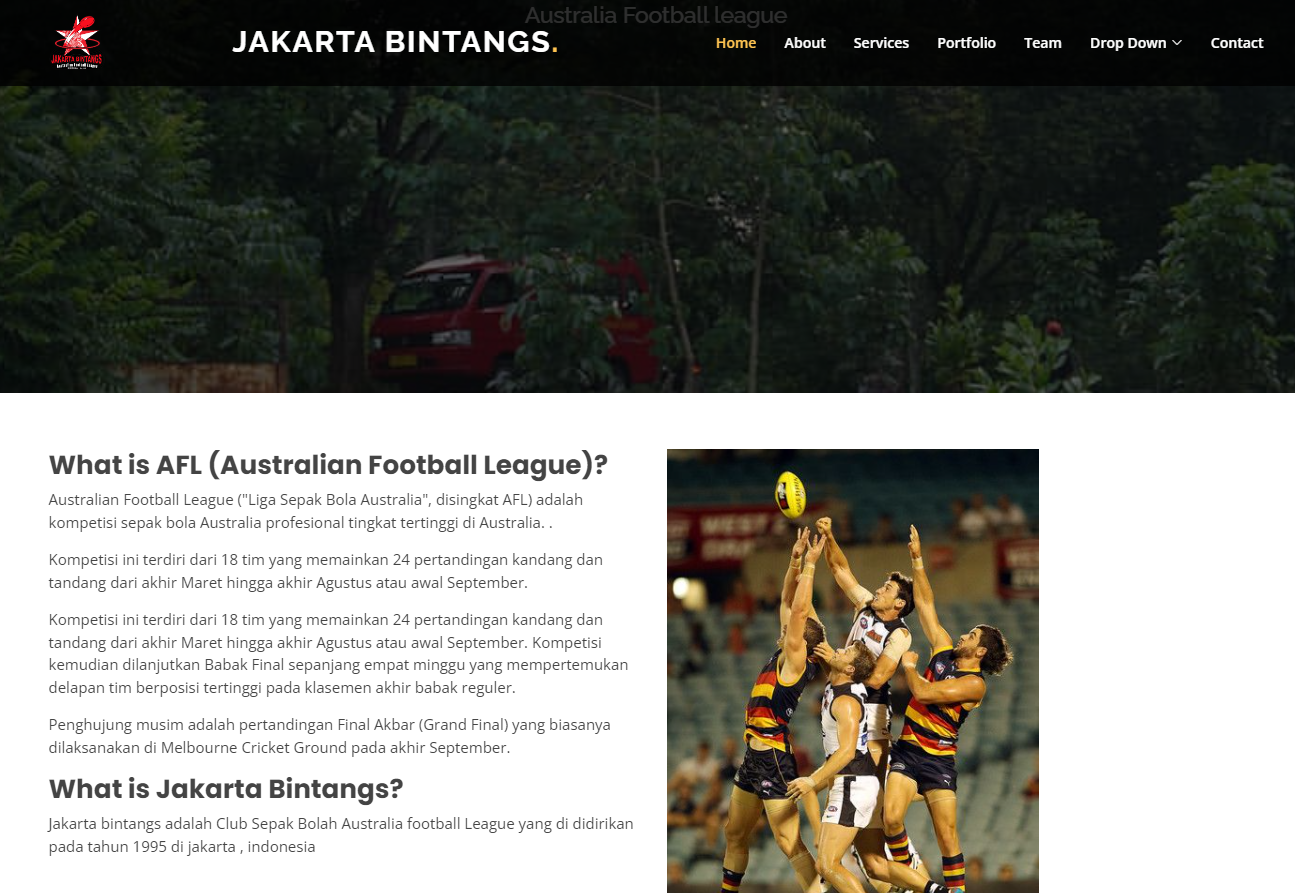 Australia Football league
JAKARTA BINTANGS
JAKARTA BINTANGS.
Home About Services Portfolio Team Drop Down Contact
What is AFL (Australian Football League)?
Australian Football League ("Liga Sepak Bola Australia", disingkat AFL) adalah
kompetisi sepak bola Australia profesional tingkat tertinggi di Australia. .
Kompetisi ini terdiri dari 18 tim yang memainkan 24 pertandingan kandang dan
tandang dari akhir Maret hingga akhir Agustus atau awal September.
Kompetisi ini terdiri dari 18 tim yang memainkan 24 pertandingan kandang dan
tandang dari akhir Maret hingga akhir Agustus atau awal September. Kompetisi
kemudian dilanjutkan Babak Final sepanjang empat minggu yang mempertemukan
delapan tim berposisi tertinggi pada klasemen akhir babak reguler.
Penghujung musim adalah pertandingan Final Akbar (Grand Final) yang biasanya
dilaksanakan di Melbourne Cricket Ground pada akhir September.
What is Jakarta Bintangs?
Jakarta bintangs adalah Club Sepak Bolah Australia football League yang di didirikan
pada tahun 1995 di jakarta , indonesia
WEST